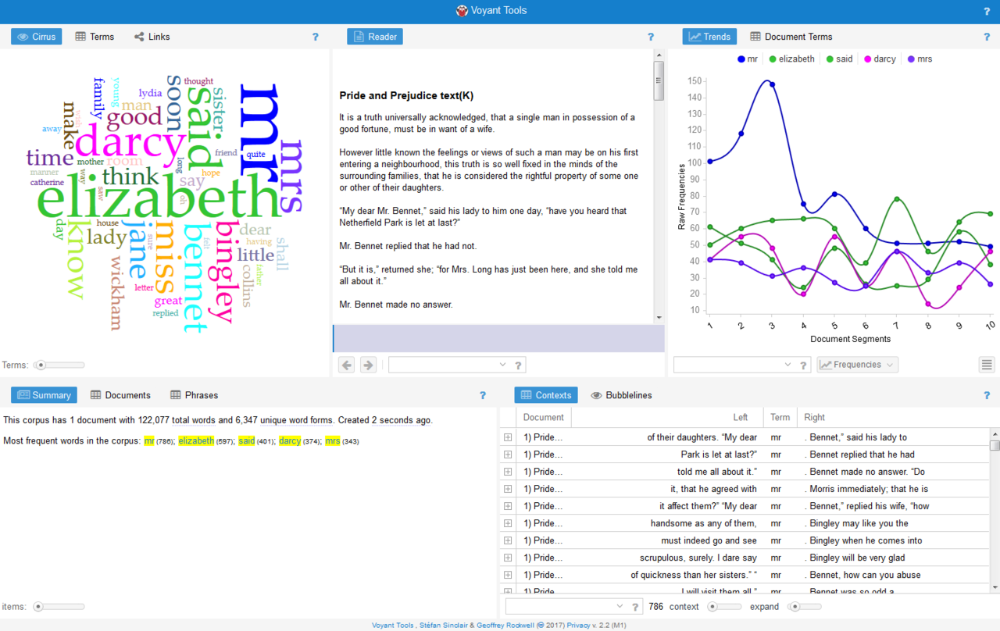 Voyant Tools
?
Cirrus
Terms
Links
?
thought
young
family
soon
said
sister
lydia
man
good
make
wish
away
darcy
mr
mrs
time
mother
room
friend
quite
manner
long
hope
catherine
way
think
say
saw
oh
elizabeth
day
house
know
lady
jane
sure
miss
bennet
felt
bingley
dear
having
little
shall
wickham
letter
great
replied
collins
father
Terms:
Reader
?
Pride and Prejudice text(K)
It is a truth universally acknowledged, that a single man in possession of a
good fortune, must be in want of a wife.
However little known the feelings or views of such a man may be on his first
entering a neighbourhood, this truth is so well fixed in the minds of the
surrounding families, that he is considered the rightful property of some one
or other of their daughters.
“My dear Mr. Bennet,” said his lady to him one day, “have you heard that
Netherfield Park is let at last?”
Mr. Bennet replied that he had not.
“But it is,” returned she; “for Mrs. Long has just been here, and she told me
all about it.”
Mr. Bennet made no answer.
?
Trends
Document Terms
?
mr elizabeth said darcy mrs
150
140
130
120
110
100
90
80
70
60
50
40
30
20
10
Raw Frequencies
1 2 3 4 5 6 7 8 9 10
Document Segments
? Frequencies
Summary
Documents
Phrases
?
This corpus has 1 document with 122,077 total words and 6,347 unique word forms. Created 2 seconds ago.
Most frequent words in the corpus: mr (786); elizabeth (597); said (401); darcy (374); mrs (343)
items:
Contexts
Bubblelines
?
Document Left Term Right
1) Pride... of their daughters. “My dear mr . Bennet,” said his lady to
1) Pride... Park is let at last?” mr . Bennet replied that he had
1) Pride... told me all about it.” mr . Bennet made no answer. “Do
1) Pride... it, that he agreed with mr . Morris immediately; that he is
1) Pride... it affect them?” “My dear mr . Bennet,” replied his wife, “how
1) Pride... handsome as any of them, mr . Bingley may like you the
1) Pride... must indeed go and see mr . Bingley when he comes into
1) Pride... scrupulous, surely. I dare say mr . Bingley will be very glad
1) Pride... of quickness than her sisters.” “ mr . Bennet, how can you abuse
1) Pride... I will visit them all.” mr . Bennet was so odd a
? 786 context expand
Voyant Tools , Stéfan Sinclair & Geoffrey Rockwell (@ 2017) Privacy v. 2.2 (M1)